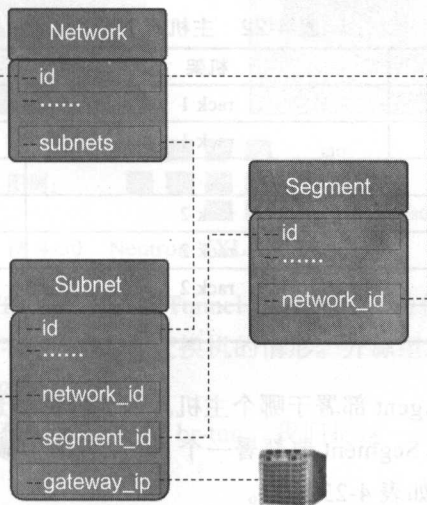 Network
id
......
subnets
Segment
id
......
network_id
Subnet
id
......
network_id
segment_id
gateway_ip